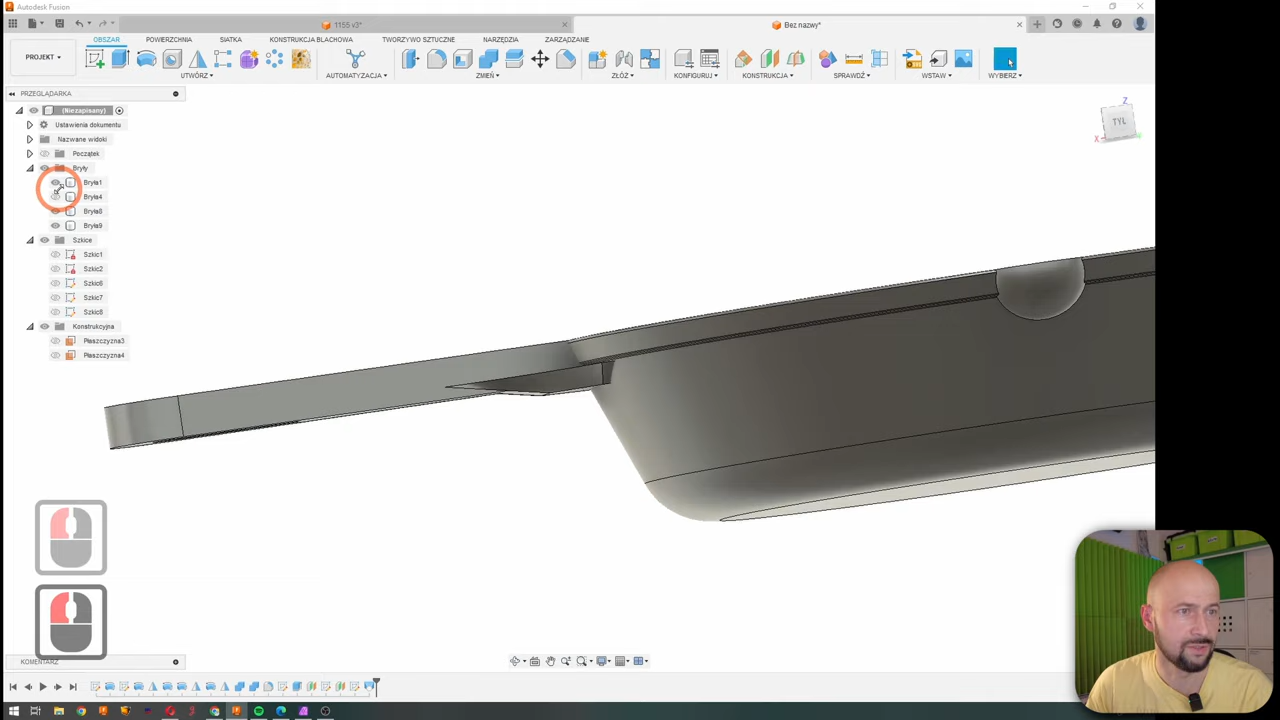 Autodesk Fusion
1155 v3*
Bez nazwy*
PROJEKT
OBSZAR
POWIERZCHNIA
SIATKA
KONSTRUKCJA BLACHOWA
TWORZYWO SZTUCZNE
NARZĘDZIA
ZARZĄDZANIE
UTWÓRZ
AUTOMATYZACJA
ZMIEŃ
ZŁÓŻ
KONFIGURUJ
KONSTRUKCJA
SPRAWDŹ
WSTAW
WYBIERZ
PRZEGLĄDARKA
(Niezapisany)
Ustawienia dokumentu
Nazwane widoki
Początek
Bryły
Bryła1
Bryła4
Bryła8
Bryła9
Szkice
Szkic1
Szkic2
Szkic6
Szkic7
Szkic8
Konstrukcyjna
Płaszczyzna3
Płaszczyzna4
Z
TYŁ
X
KOMENTARZ